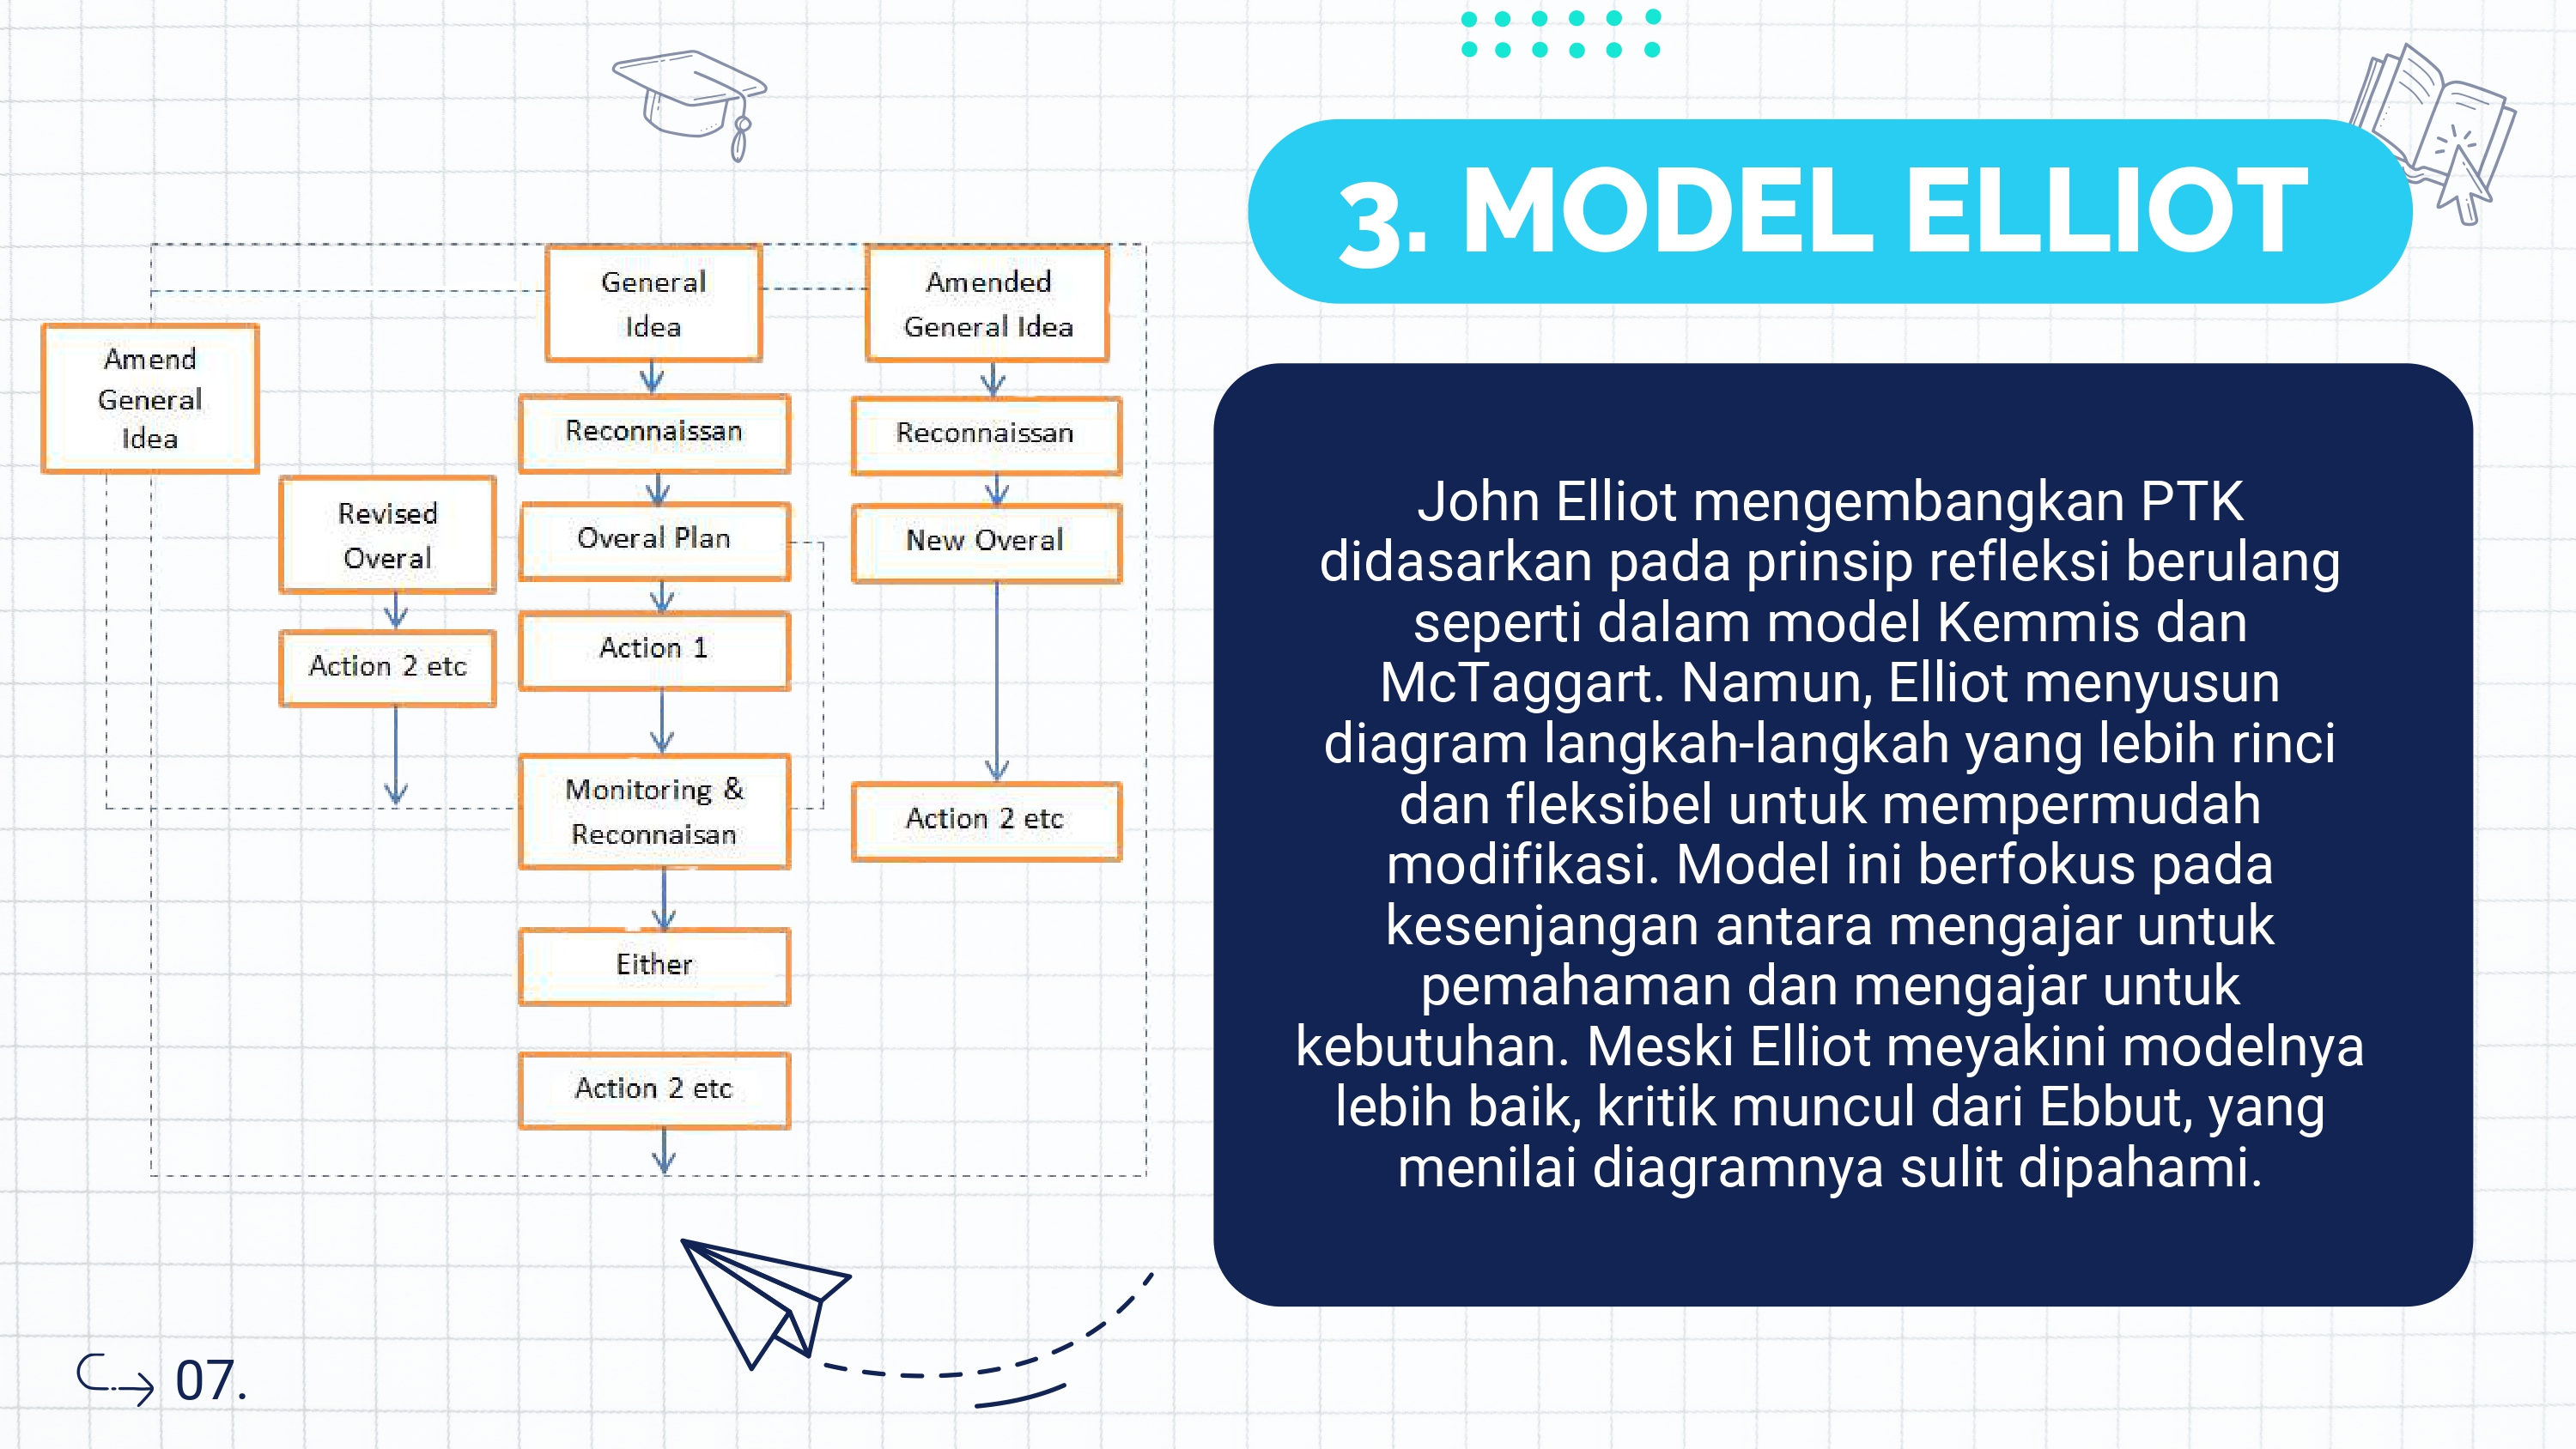 3. MODEL ELLIOT
General
Idea
Amended
General Idea
Amend
General
Idea
Reconnaissan
Reconnaissan
Revised
Overal
Overal Plan
New Overal
Action 2 etc
Action 1
Monitoring &
Reconnaisan
Action 2 etc
Either
Action 2 etc
John Elliot mengembangkan PTK
didasarkan pada prinsip refleksi berulang
seperti dalam model Kemmis dan
McTaggart. Namun, Elliot menyusun
diagram langkah-langkah yang lebih rinci
dan fleksibel untuk mempermudah
modifikasi. Model ini berfokus pada
kesenjangan antara mengajar untuk
pemahaman dan mengajar untuk
kebutuhan. Meski Elliot meyakini modelnya
lebih baik, kritik muncul dari Ebbut, yang
menilai diagramnya sulit dipahami.
07.